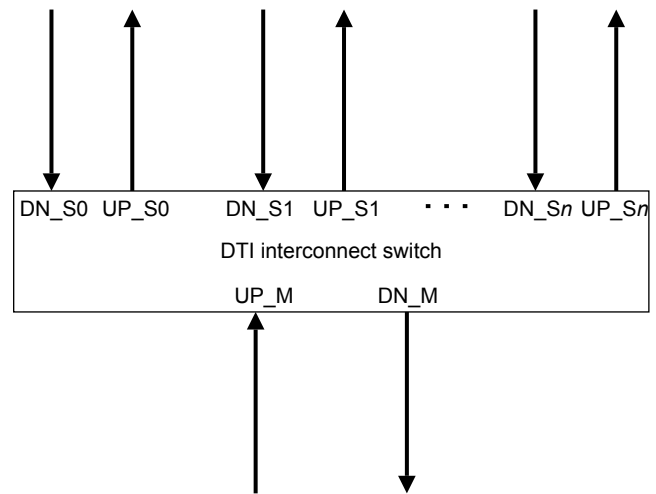 DN_S0 UP_S0 DN_S1 UP_S1 ··· DN_Sn UP_Sn
DTI interconnect switch
UP_M DN_M